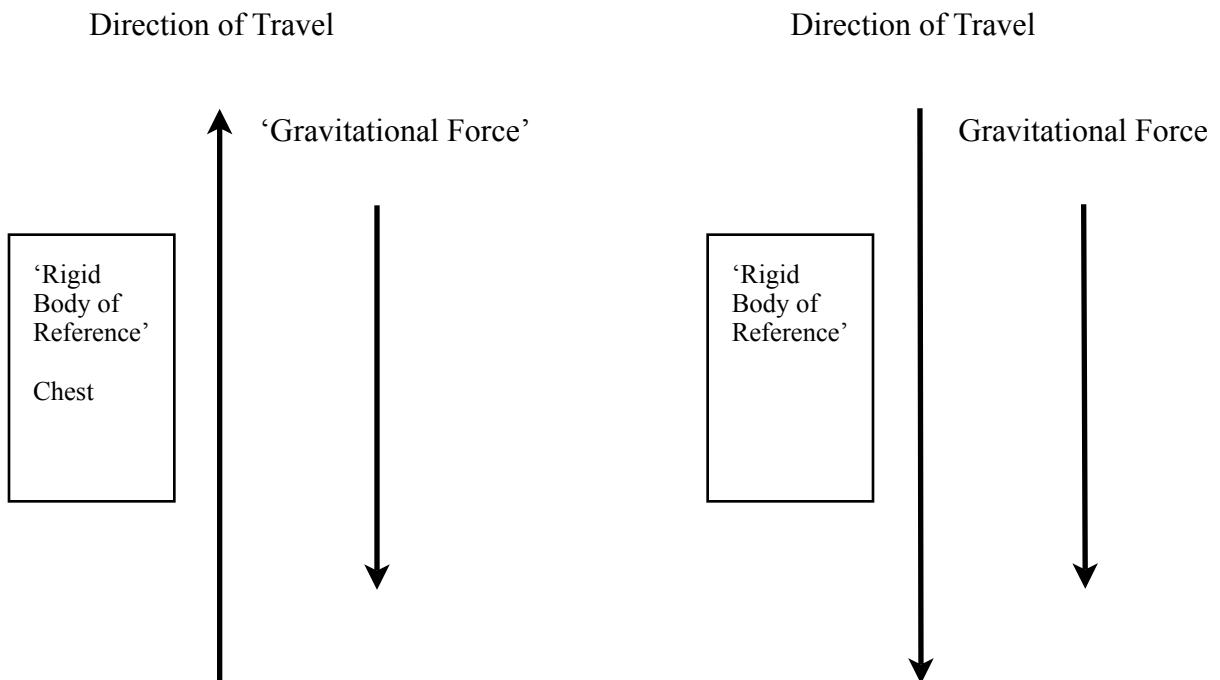 Direction of Travel
‘Gravitational Force’
‘Rigid
Body of
Reference’
Chest
Direction of Travel
Gravitational Force
‘Rigid
Body of
Reference’